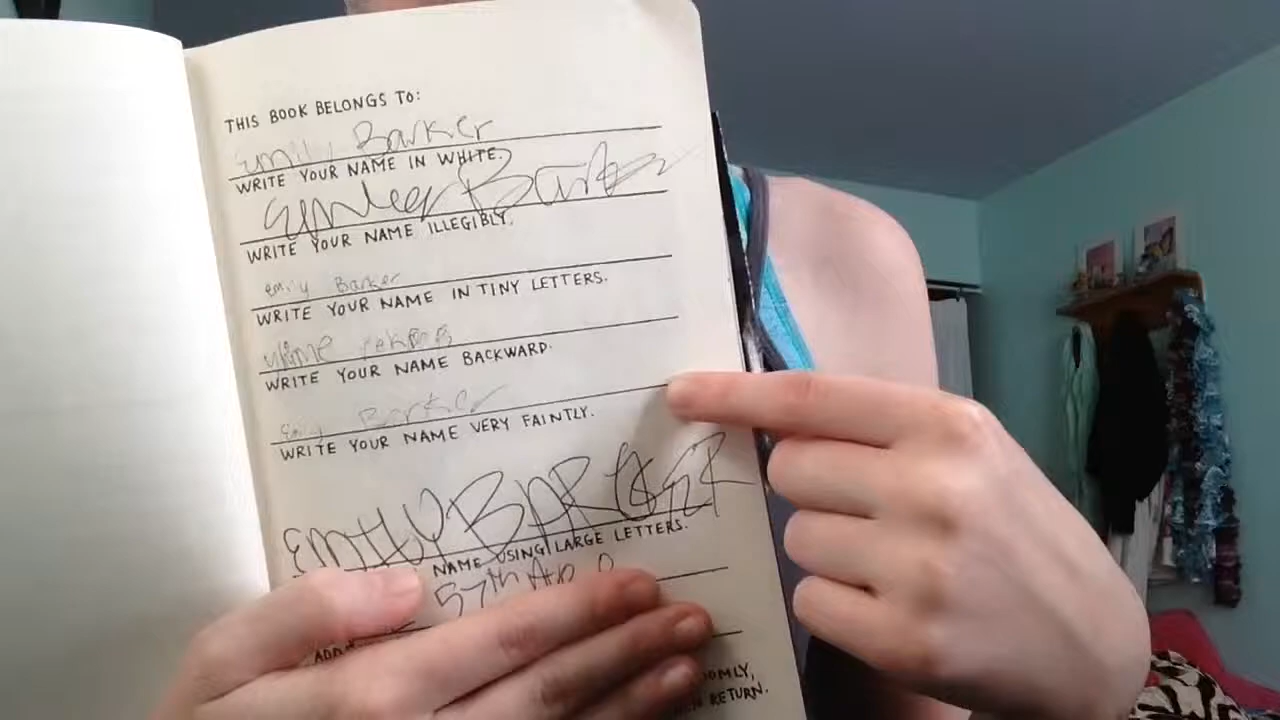 THIS BOOK BELONGS TO:
Emily Barker
WRITE YOUR NAME IN WHITE.
WRITE YOUR NAME ILLEGIBLY.
emily Barker
WRITE YOUR NAME IN TINY LETTERS.
WRITE YOUR NAME BACKWARD.
Emily Barker
WRITE YOUR NAME VERY FAINTLY.
EMILY BARKER
NAME USING LARGE LETTERS.
57th